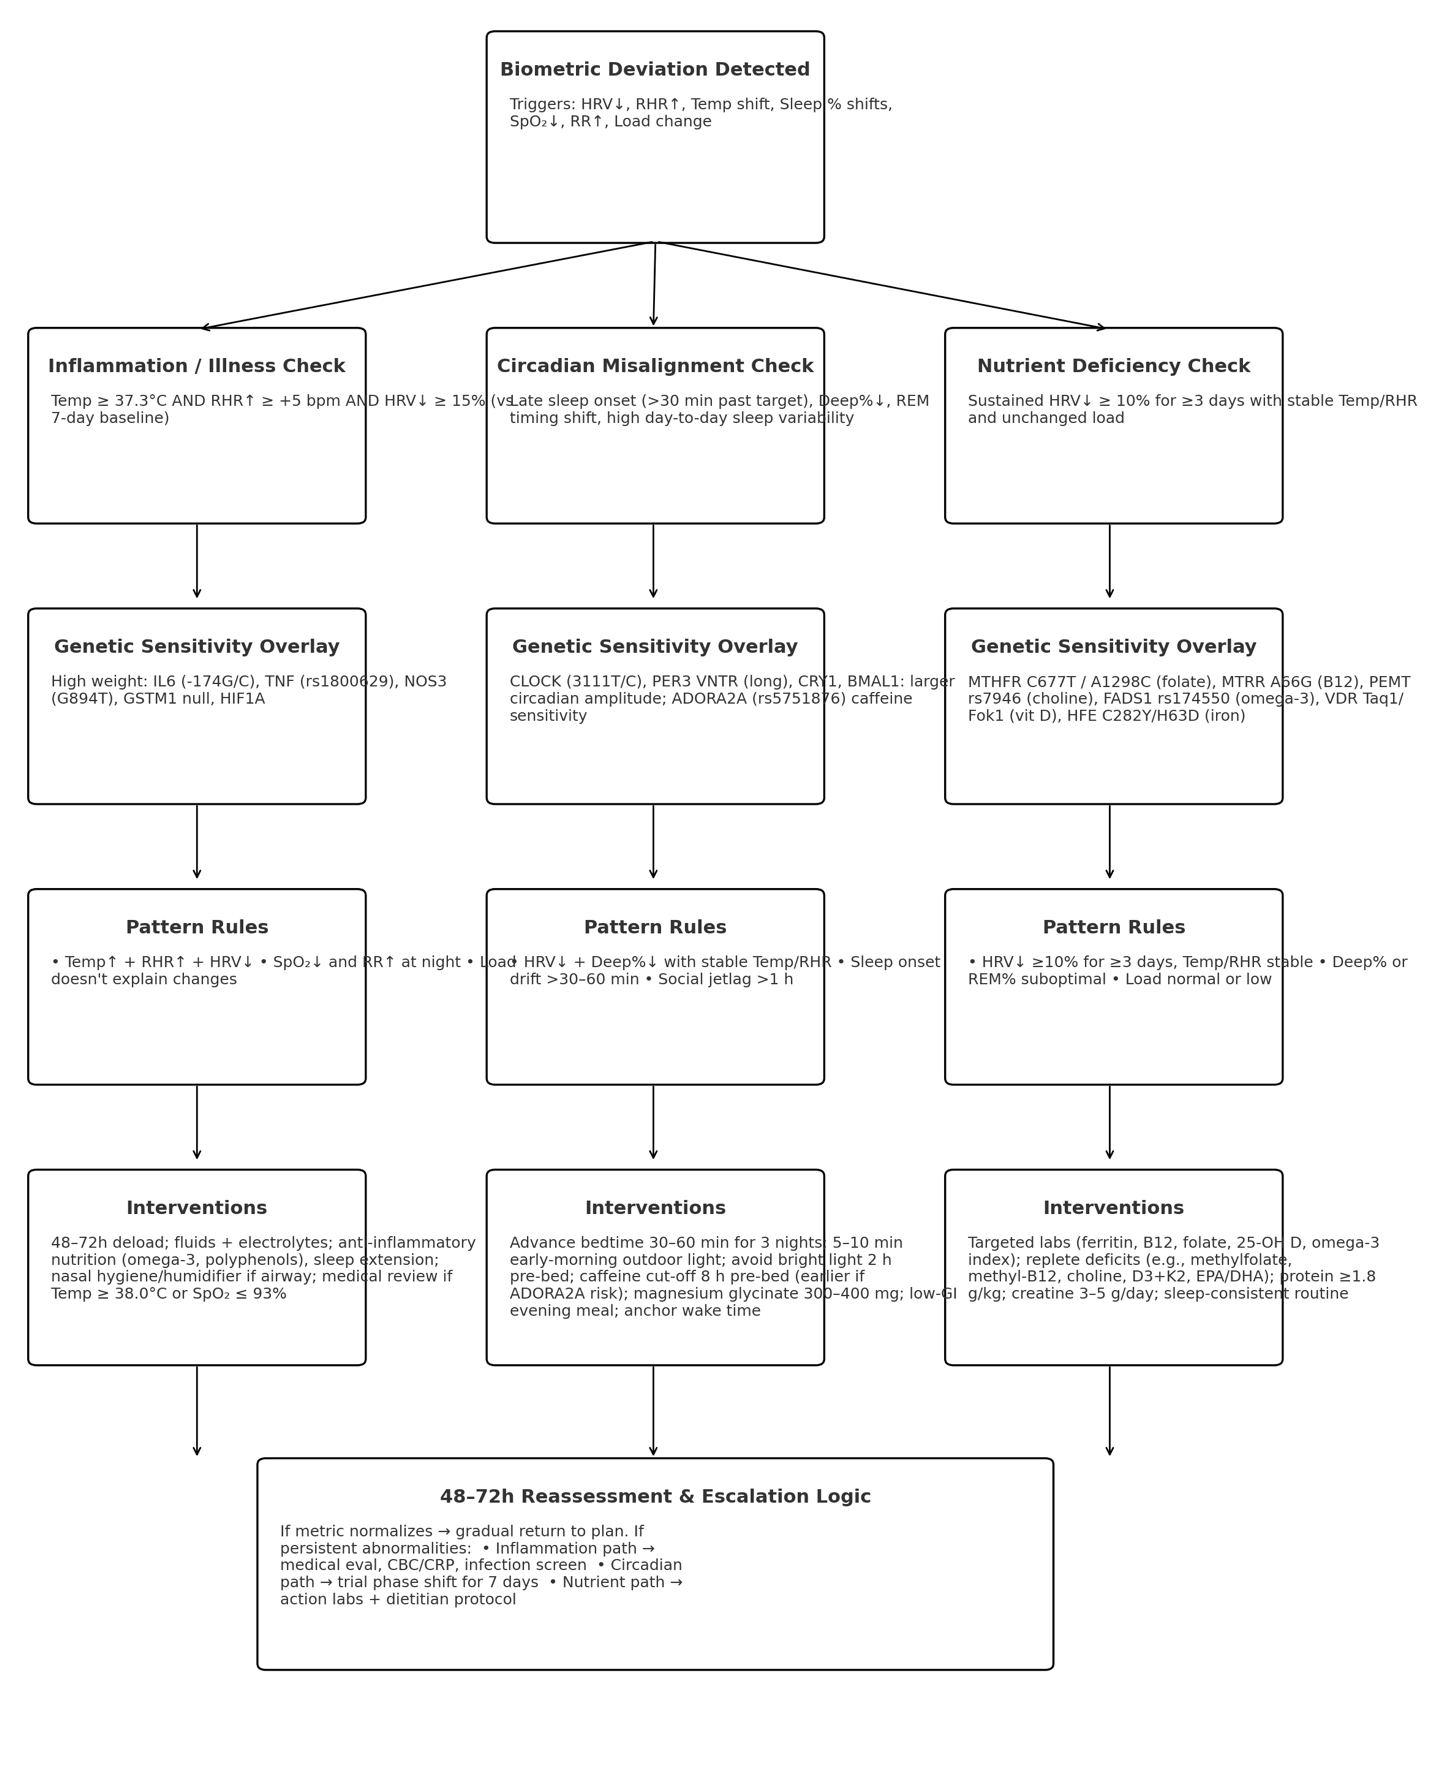 Biometric Deviation Detected
Triggers: HRV↓, RHR↑, Temp shift, Sleep % shifts,
SpO₂↓, RR↑, Load change
Inflammation / Illness Check
Temp ≥ 37.3°C AND RHR↑ ≥ +5 bpm AND HRV↓ ≥ 15% (vs
7-day baseline)
Circadian Misalignment Check
Late sleep onset (>30 min past target), Deep%↓, REM
timing shift, high day-to-day sleep variability
Nutrient Deficiency Check
Sustained HRV↓ ≥ 10% for ≥3 days with stable Temp/RHR
and unchanged load
Genetic Sensitivity Overlay
High weight: IL6 (-174G/C), TNF (rs1800629), NOS3
(G894T), GSTM1 null, HIF1A
Genetic Sensitivity Overlay
CLOCK (3111T/C), PER3 VNTR (long), CRY1, BMAL1: larger
circadian amplitude; ADORA2A (rs5751876) caffeine
sensitivity
Genetic Sensitivity Overlay
MTHFR C677T / A1298C (folate), MTRR A66G (B12), PEMT
rs7946 (choline), FADS1 rs174550 (omega-3), VDR Taq1/
Fok1 (vit D), HFE C282Y/H63D (iron)
Pattern Rules
• Temp↑ + RHR↑ + HRV↓ • SpO₂↓ and RR↑ at night • Load
doesn't explain changes
Pattern Rules
• HRV↓ + Deep%↓ with stable Temp/RHR • Sleep onset
drift >30–60 min • Social jetlag >1 h
Pattern Rules
• HRV↓ ≥10% for ≥3 days, Temp/RHR stable • Deep% or
REM% suboptimal • Load normal or low
Interventions
48–72h deload; fluids + electrolytes; anti-inflammatory
nutrition (omega-3, polyphenols), sleep extension;
nasal hygiene/humidifier if airway; medical review if
Temp ≥ 38.0°C or SpO₂ ≤ 93%
Interventions
Advance bedtime 30–60 min for 3 nights; 5–10 min
early-morning outdoor light; avoid bright light 2 h
pre-bed; caffeine cut-off 8 h pre-bed (earlier if
ADORA2A risk); magnesium glycinate 300–400 mg; low-GI
evening meal; anchor wake time
Interventions
Targeted labs (ferritin, B12, folate, 25-OH D, omega-3
index); replete deficits (e.g., methylfolate,
methyl-B12, choline, D3+K2, EPA/DHA); protein ≥1.8
g/kg; creatine 3–5 g/day; sleep-consistent routine
48–72h Reassessment & Escalation Logic
If metric normalizes → gradual return to plan. If
persistent abnormalities:  • Inflammation path →
medical eval, CBC/CRP, infection screen  • Circadian
path → trial phase shift for 7 days  • Nutrient path →
action labs + dietitian protocol